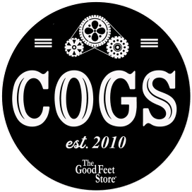 COGS
est. 2010
The
Good Feet
Store®